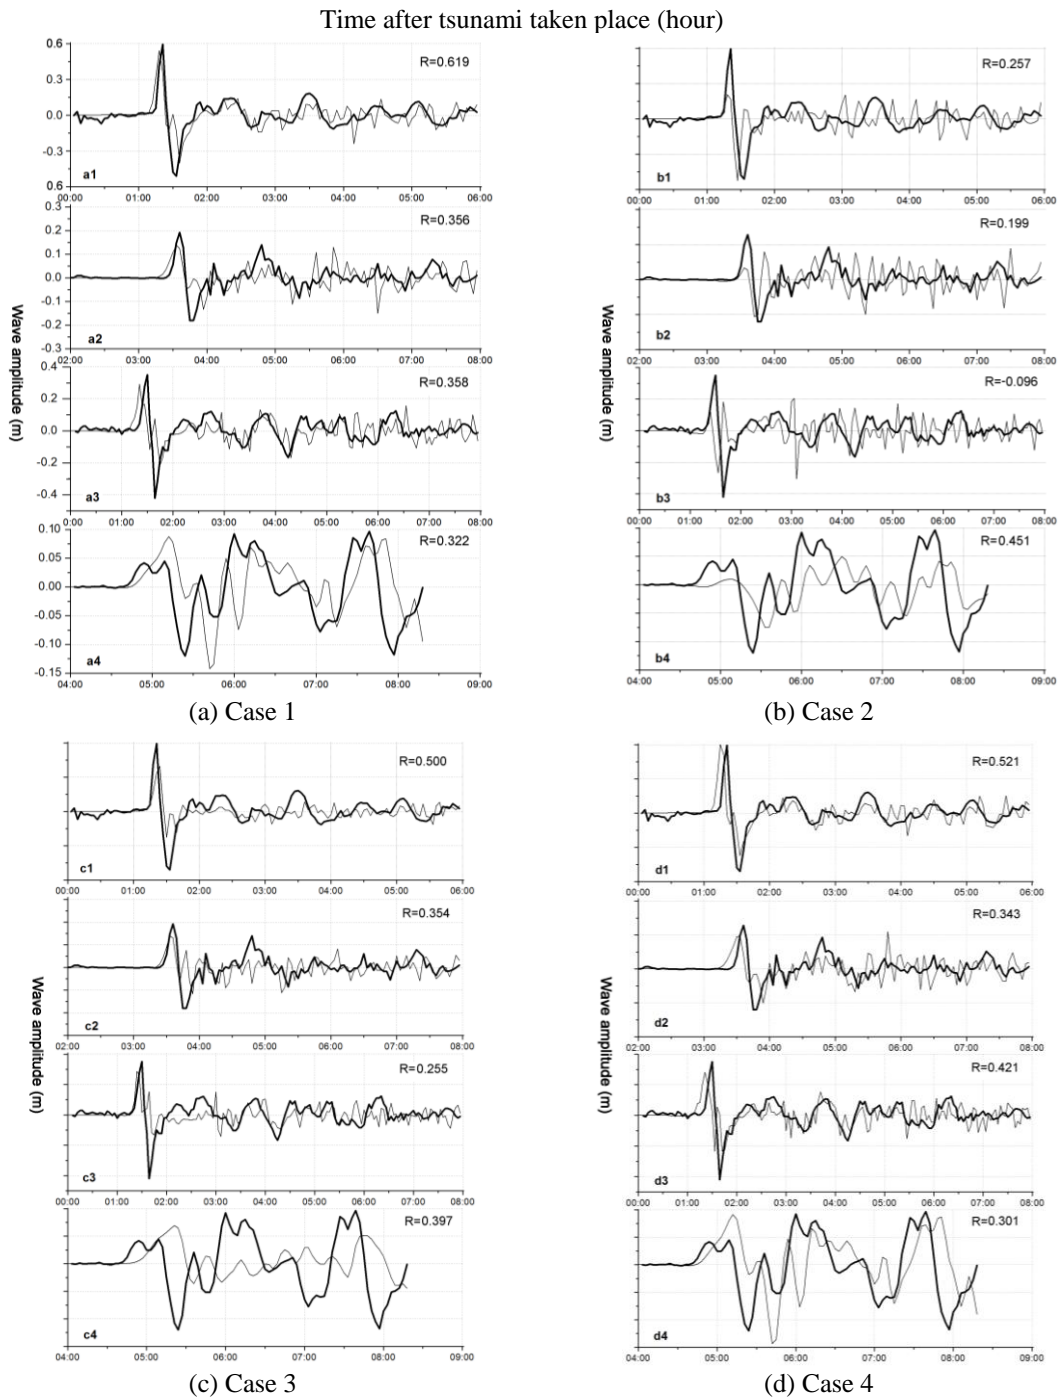 Time after tsunami taken place (hour)
Wave amplitude (m)
0.6
0.3
0.0
-0.3
0.6
R=0.619
a1
00:00 01:00 02:00 03:00 04:00 05:00 06:00
0.3
0.2
0.1
0.0
-0.1
-0.2
-0.3
R=0.356
a2
02:00 03:00 04:00 05:00 06:00 07:00 08:00
0.4
0.2
0.0
-0.2
-0.4
R=0.358
a3
0:00 01:00 02:00 03:00 04:00 05:00 06:00 07:00 08:00
0.10
0.05
0.00
-0.05
-0.10
-0.15
R=0.322
a4
04:00 05:00 06:00 07:00 08:00 09:00
(a) Case 1
Wave amplitude (m)
R=0.257
b1
00:00 01:00 02:00 03:00 04:00 05:00 06:00
R=0.199
b2
02:00 03:00 04:00 05:00 06:00 07:00 08:00
R=-0.096
b3
00:00 01:00 02:00 03:00 04:00 05:00 06:00 07:00 08:00
R=0.451
b4
04:00 05:00 06:00 07:00 08:00 09:00
(b) Case 2
Wave amplitude (m)
R=0.500
c1
00:00 01:00 02:00 03:00 04:00 05:00 06:00
R=0.354
c2
02:00 03:00 04:00 05:00 06:00 07:00 08:00
R=0.255
c3
00:00 01:00 02:00 03:00 04:00 05:00 06:00 07:00 08:00
R=0.397
c4
04:00 05:00 06:00 07:00 08:00 09:00
(c) Case 3
Wave amplitude (m)
R=0.521
d1
00:00 01:00 02:00 03:00 04:00 05:00 06:00
R=0.343
d2
02:00 03:00 04:00 05:00 06:00 07:00 08:00
R=0.421
d3
00:00 01:00 02:00 03:00 04:00 05:00 06:00 07:00 08:00
R=0.301
d4
04:00 05:00 06:00 07:00 08:00 09:00
(d) Case 4